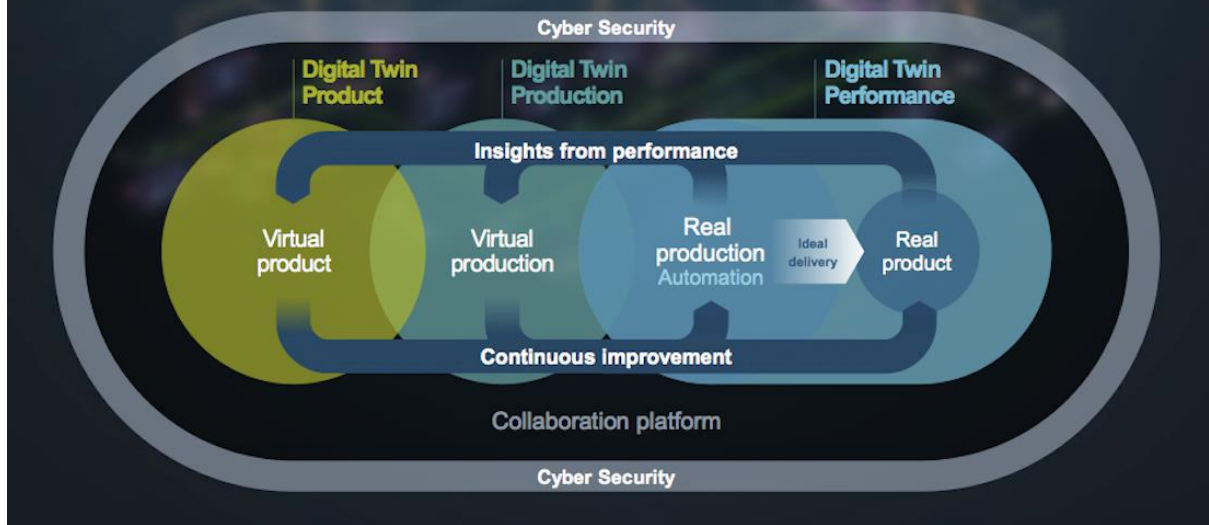 Cyber Security
Digital Twin
Product
Digital Twin
Production
Digital Twin
Performance
Insights from performance
Virtual
product
Virtual
production
Real
production
Automation
Ideal
delivery
Real
product
Continuous improvement
Collaboration platform
Cyber Security